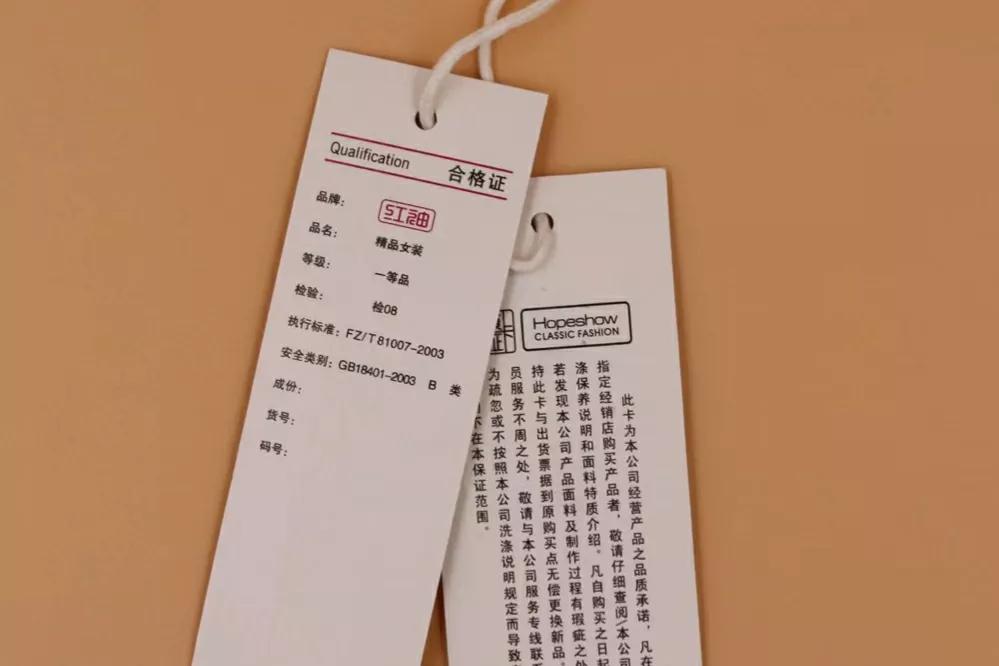 Qualification 合格证
品牌: 红袖
品名: 精品女装
等级: 一等品
检验: 检08
执行标准: FZ/T 81007-2003
安全类别: GB18401-2003 B 类
成份:
货号:
码号:
证
Hopeshow
CLASSIC FASHION
此卡为本公司经营产品之品质承诺，凡在
指定经销店购买产品者，敬请仔细查阅\本公司
涤保养说明和面料特质介绍。凡自购买之日起
若发现本公司产品面料及制作过程有瑕疵之处
持此卡与出货票据到原购买点无偿更换新品。
员服务不周之处，敬请与本公司服务专线联系
为疏忽或不按照本公司洗涤说明规定而导致
不在本保证范围。